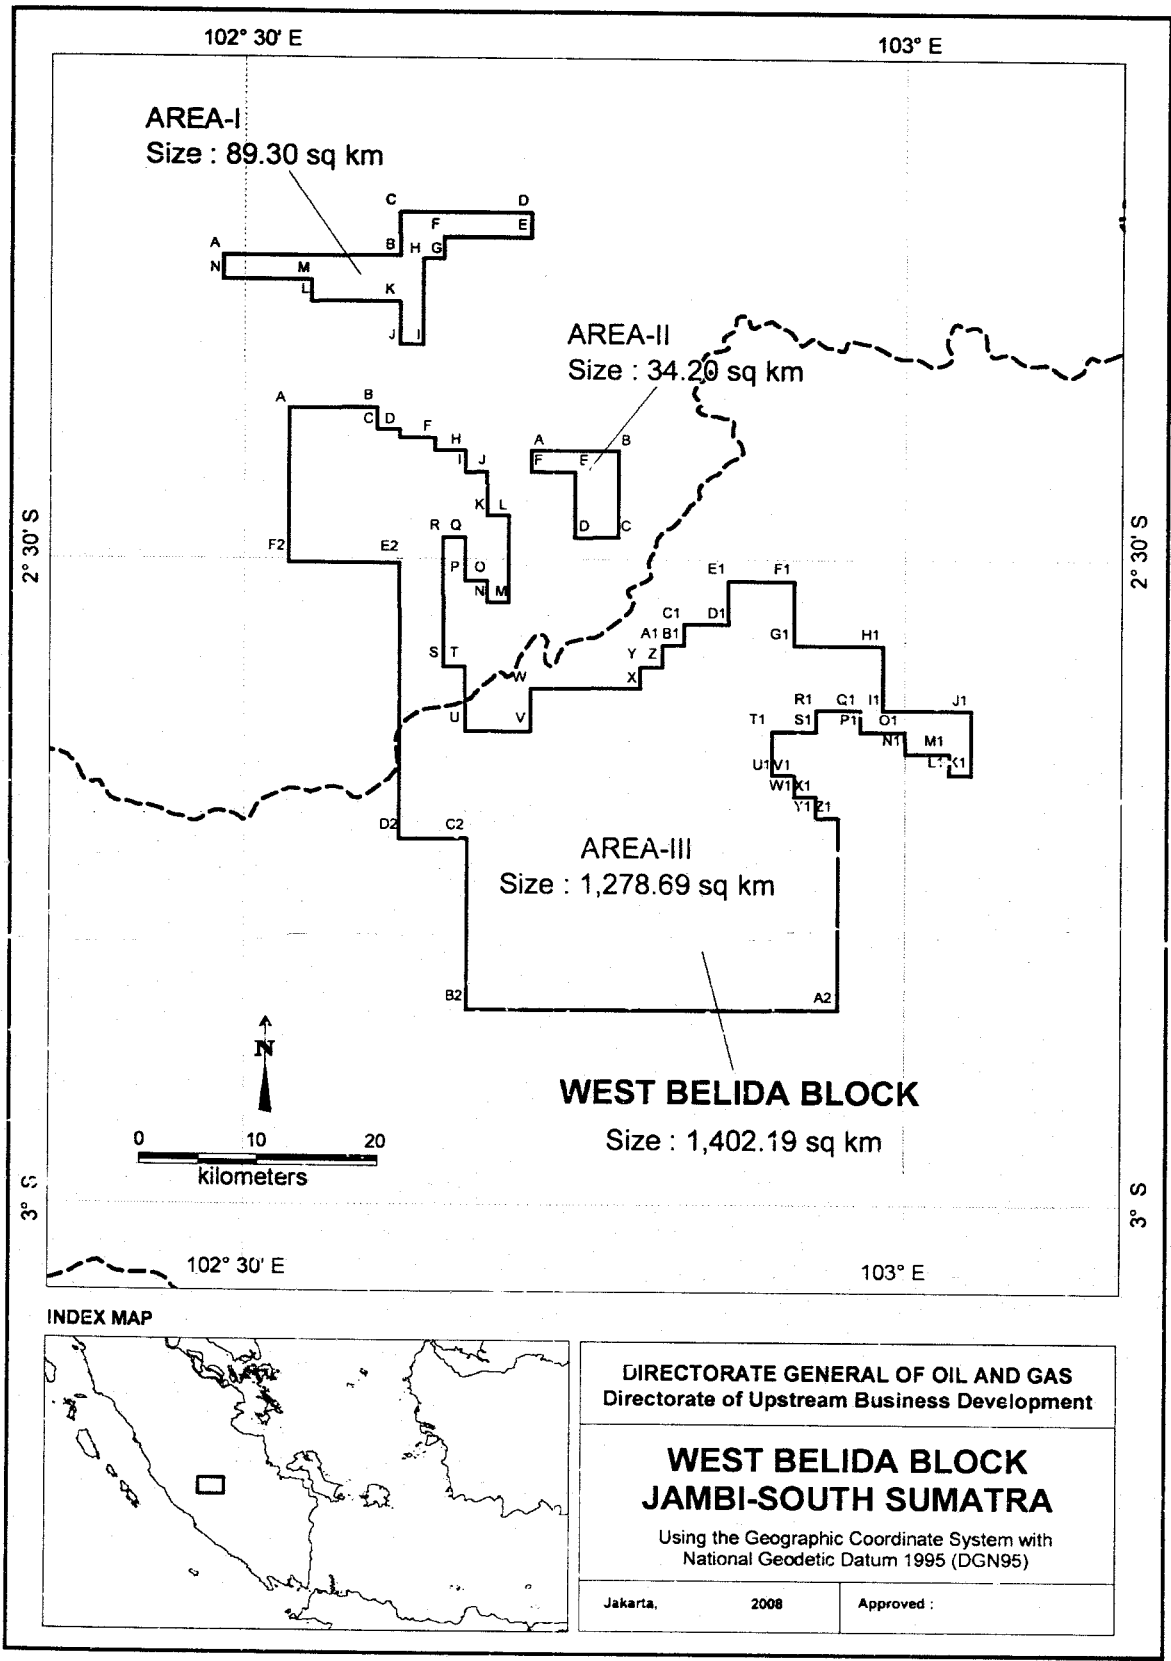 102° 30' E
103° E
AREA-I
Size : 89.30 sq km
C
D
F
E
A
B
H
G
N
M
L
K
J
I
AREA-II
Size : 34.20 sq km
A
B
C
D
F
H
I
J
K
L
A
B
F
E
D
C
R
Q
2° 30' S
2° 30' S
F2
E2
P
O
N
M
E1
F1
C1
D1
A1
B1
G1
H1
S
T
Y
Z
W
X
U
V
R1
Q1
I1
J1
T1
S1
P1
O1
N1
M1
U1
V1
L1
K1
W1
X1
Y1
Z1
D2
C2
AREA-III
Size : 1,278.69 sq km
B2
A2
N
WEST BELIDA BLOCK
Size : 1,402.19 sq km
0
10
20
kilometers
3° S
3° S
102° 30' E
103° E
INDEX MAP
DIRECTORATE GENERAL OF OIL AND GAS
Directorate of Upstream Business Development
WEST BELIDA BLOCK
JAMBI-SOUTH SUMATRA
Using the Geographic Coordinate System with
National Geodetic Datum 1995 (DGN95)
Jakarta, 2008
Approved :